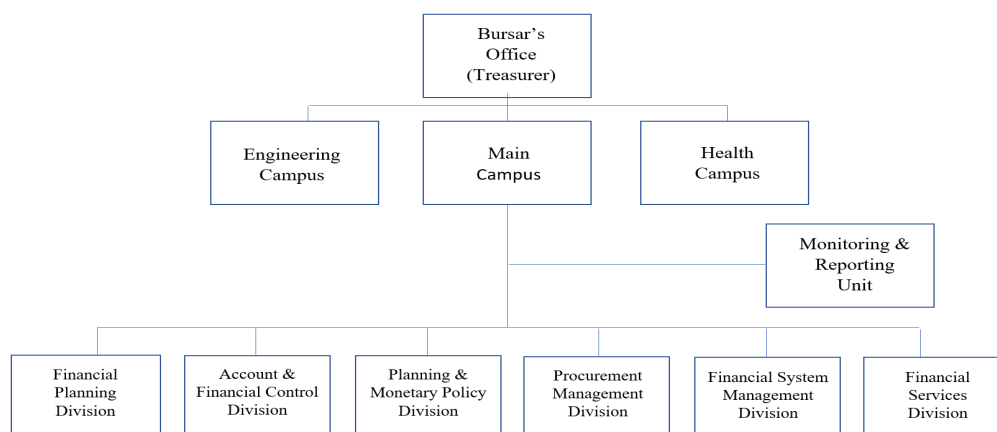 Bursar's
Office
(Treasurer)
Engineering
Campus
Main
Campus
Health
Campus
Monitoring &
Reporting
Unit
Financial
Planning
Division
Account &
Financial Control
Division
Planning &
Monetary Policy
Division
Procurement
Management
Division
Financial System
Management
Division
Financial
Services
Division